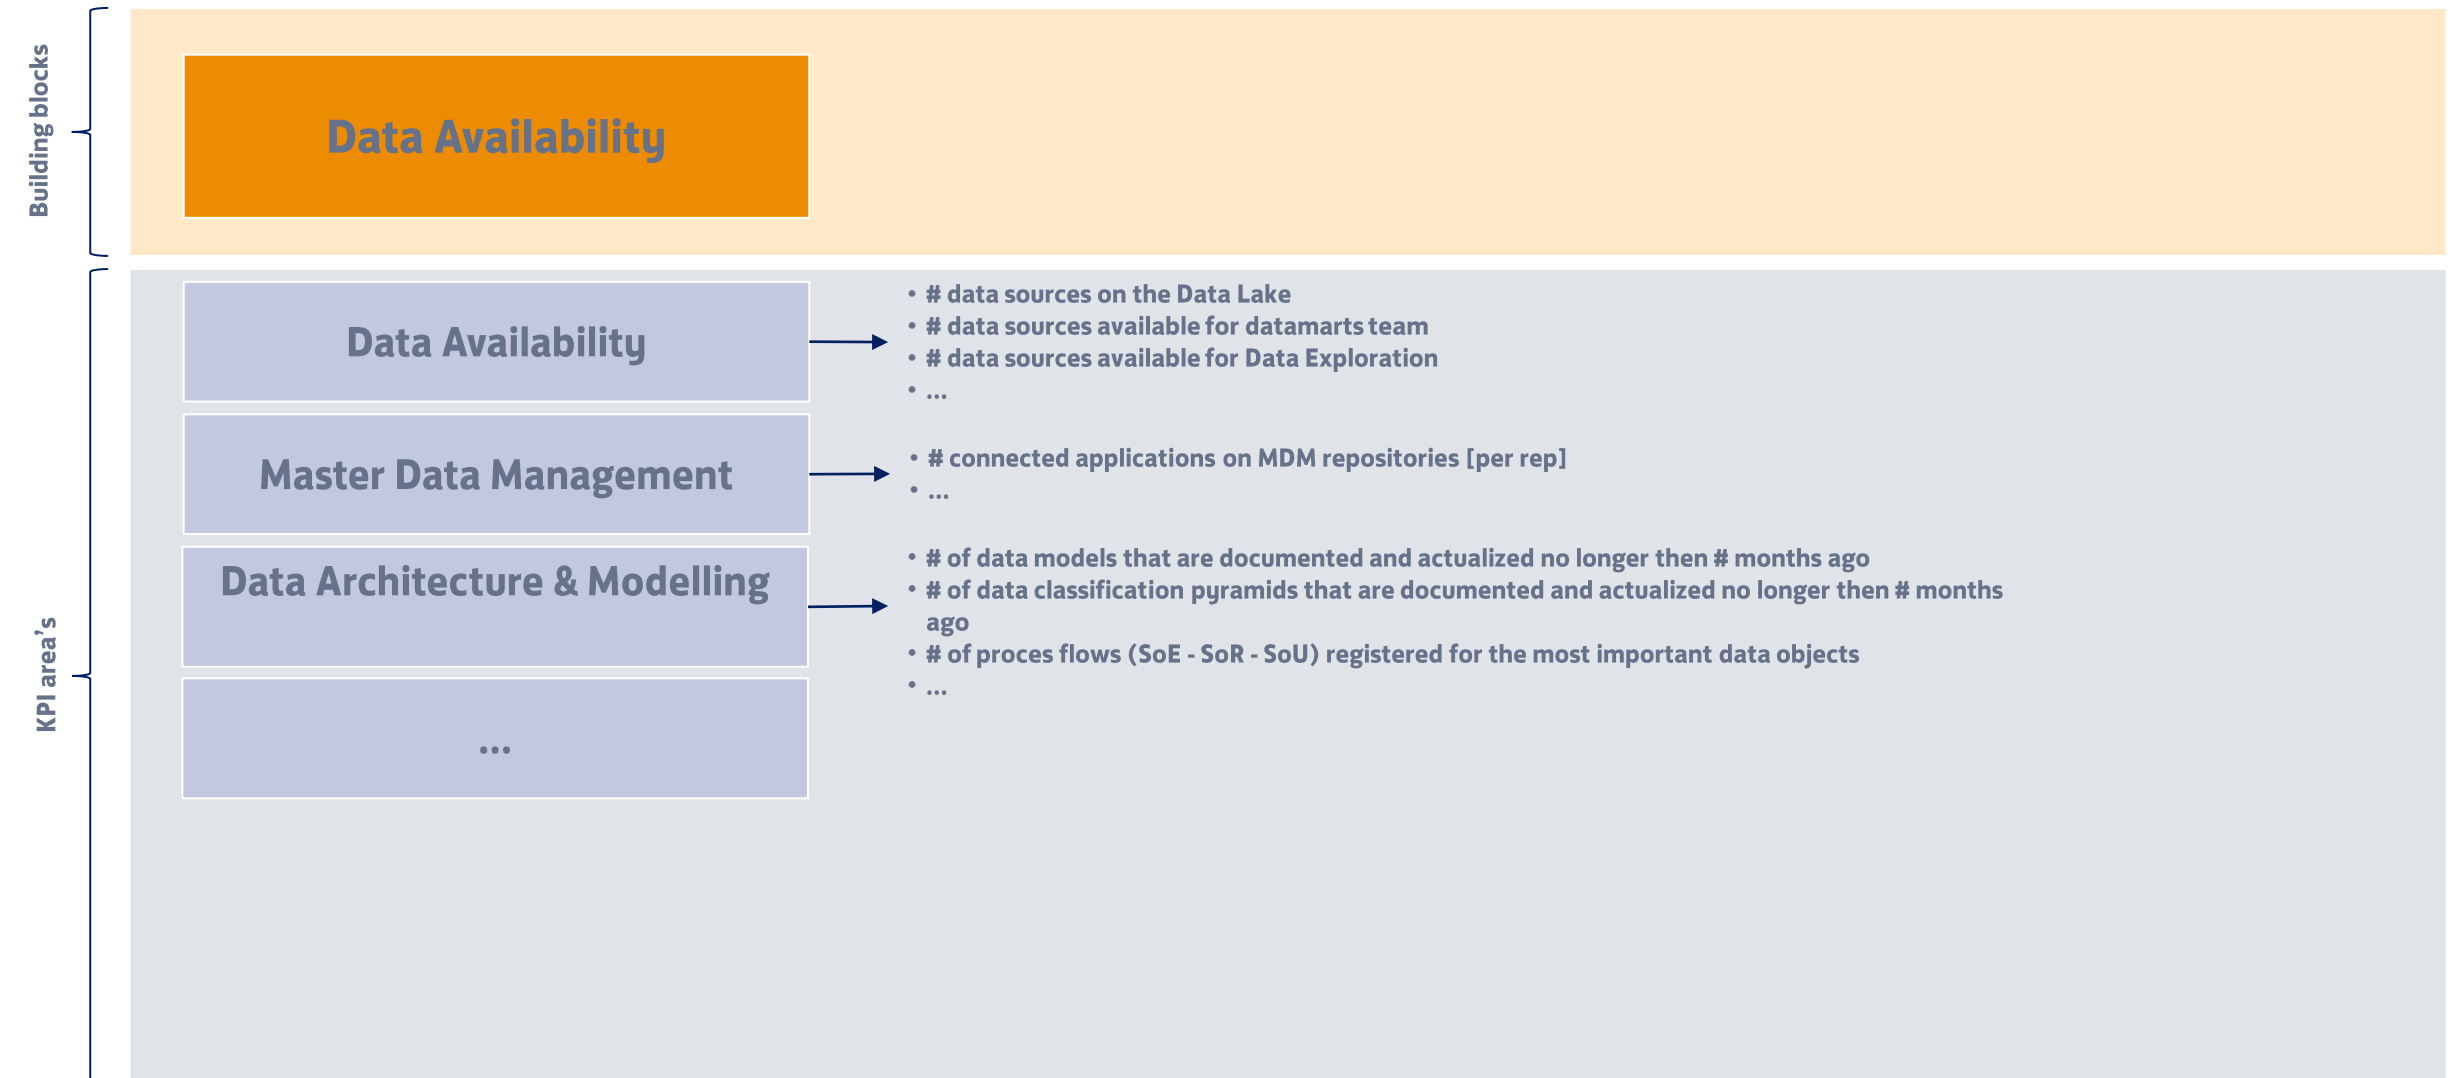 Building blocks
Data Availability
KPI area's
Data Availability
• # data sources on the Data Lake
• # data sources available for datamarts team
• # data sources available for Data Exploration
• ...
Master Data Management
• # connected applications on MDM repositories [per rep]
• ...
Data Architecture & Modelling
• # of data models that are documented and actualized no longer then # months ago
• # of data classification pyramids that are documented and actualized no longer then # months
ago
• # of proces flows (SoE - SoR - SoU) registered for the most important data objects
• ...
...